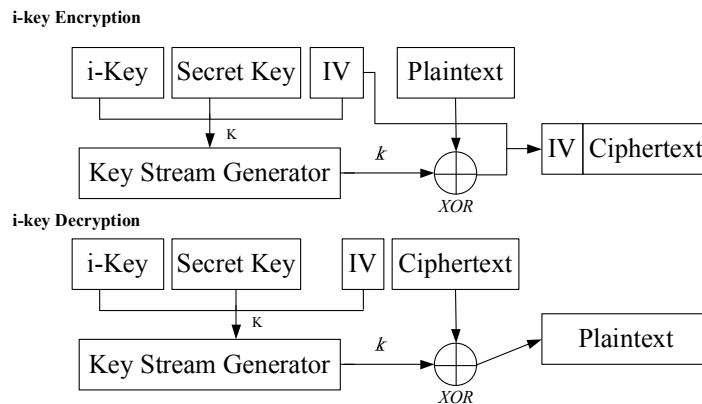 i-key Encryption
i-Key Secret Key IV Plaintext
K
Key Stream Generator k IV Ciphertext
XOR
i-key Decryption
i-Key Secret Key IV Ciphertext
K
Key Stream Generator k Plaintext
XOR